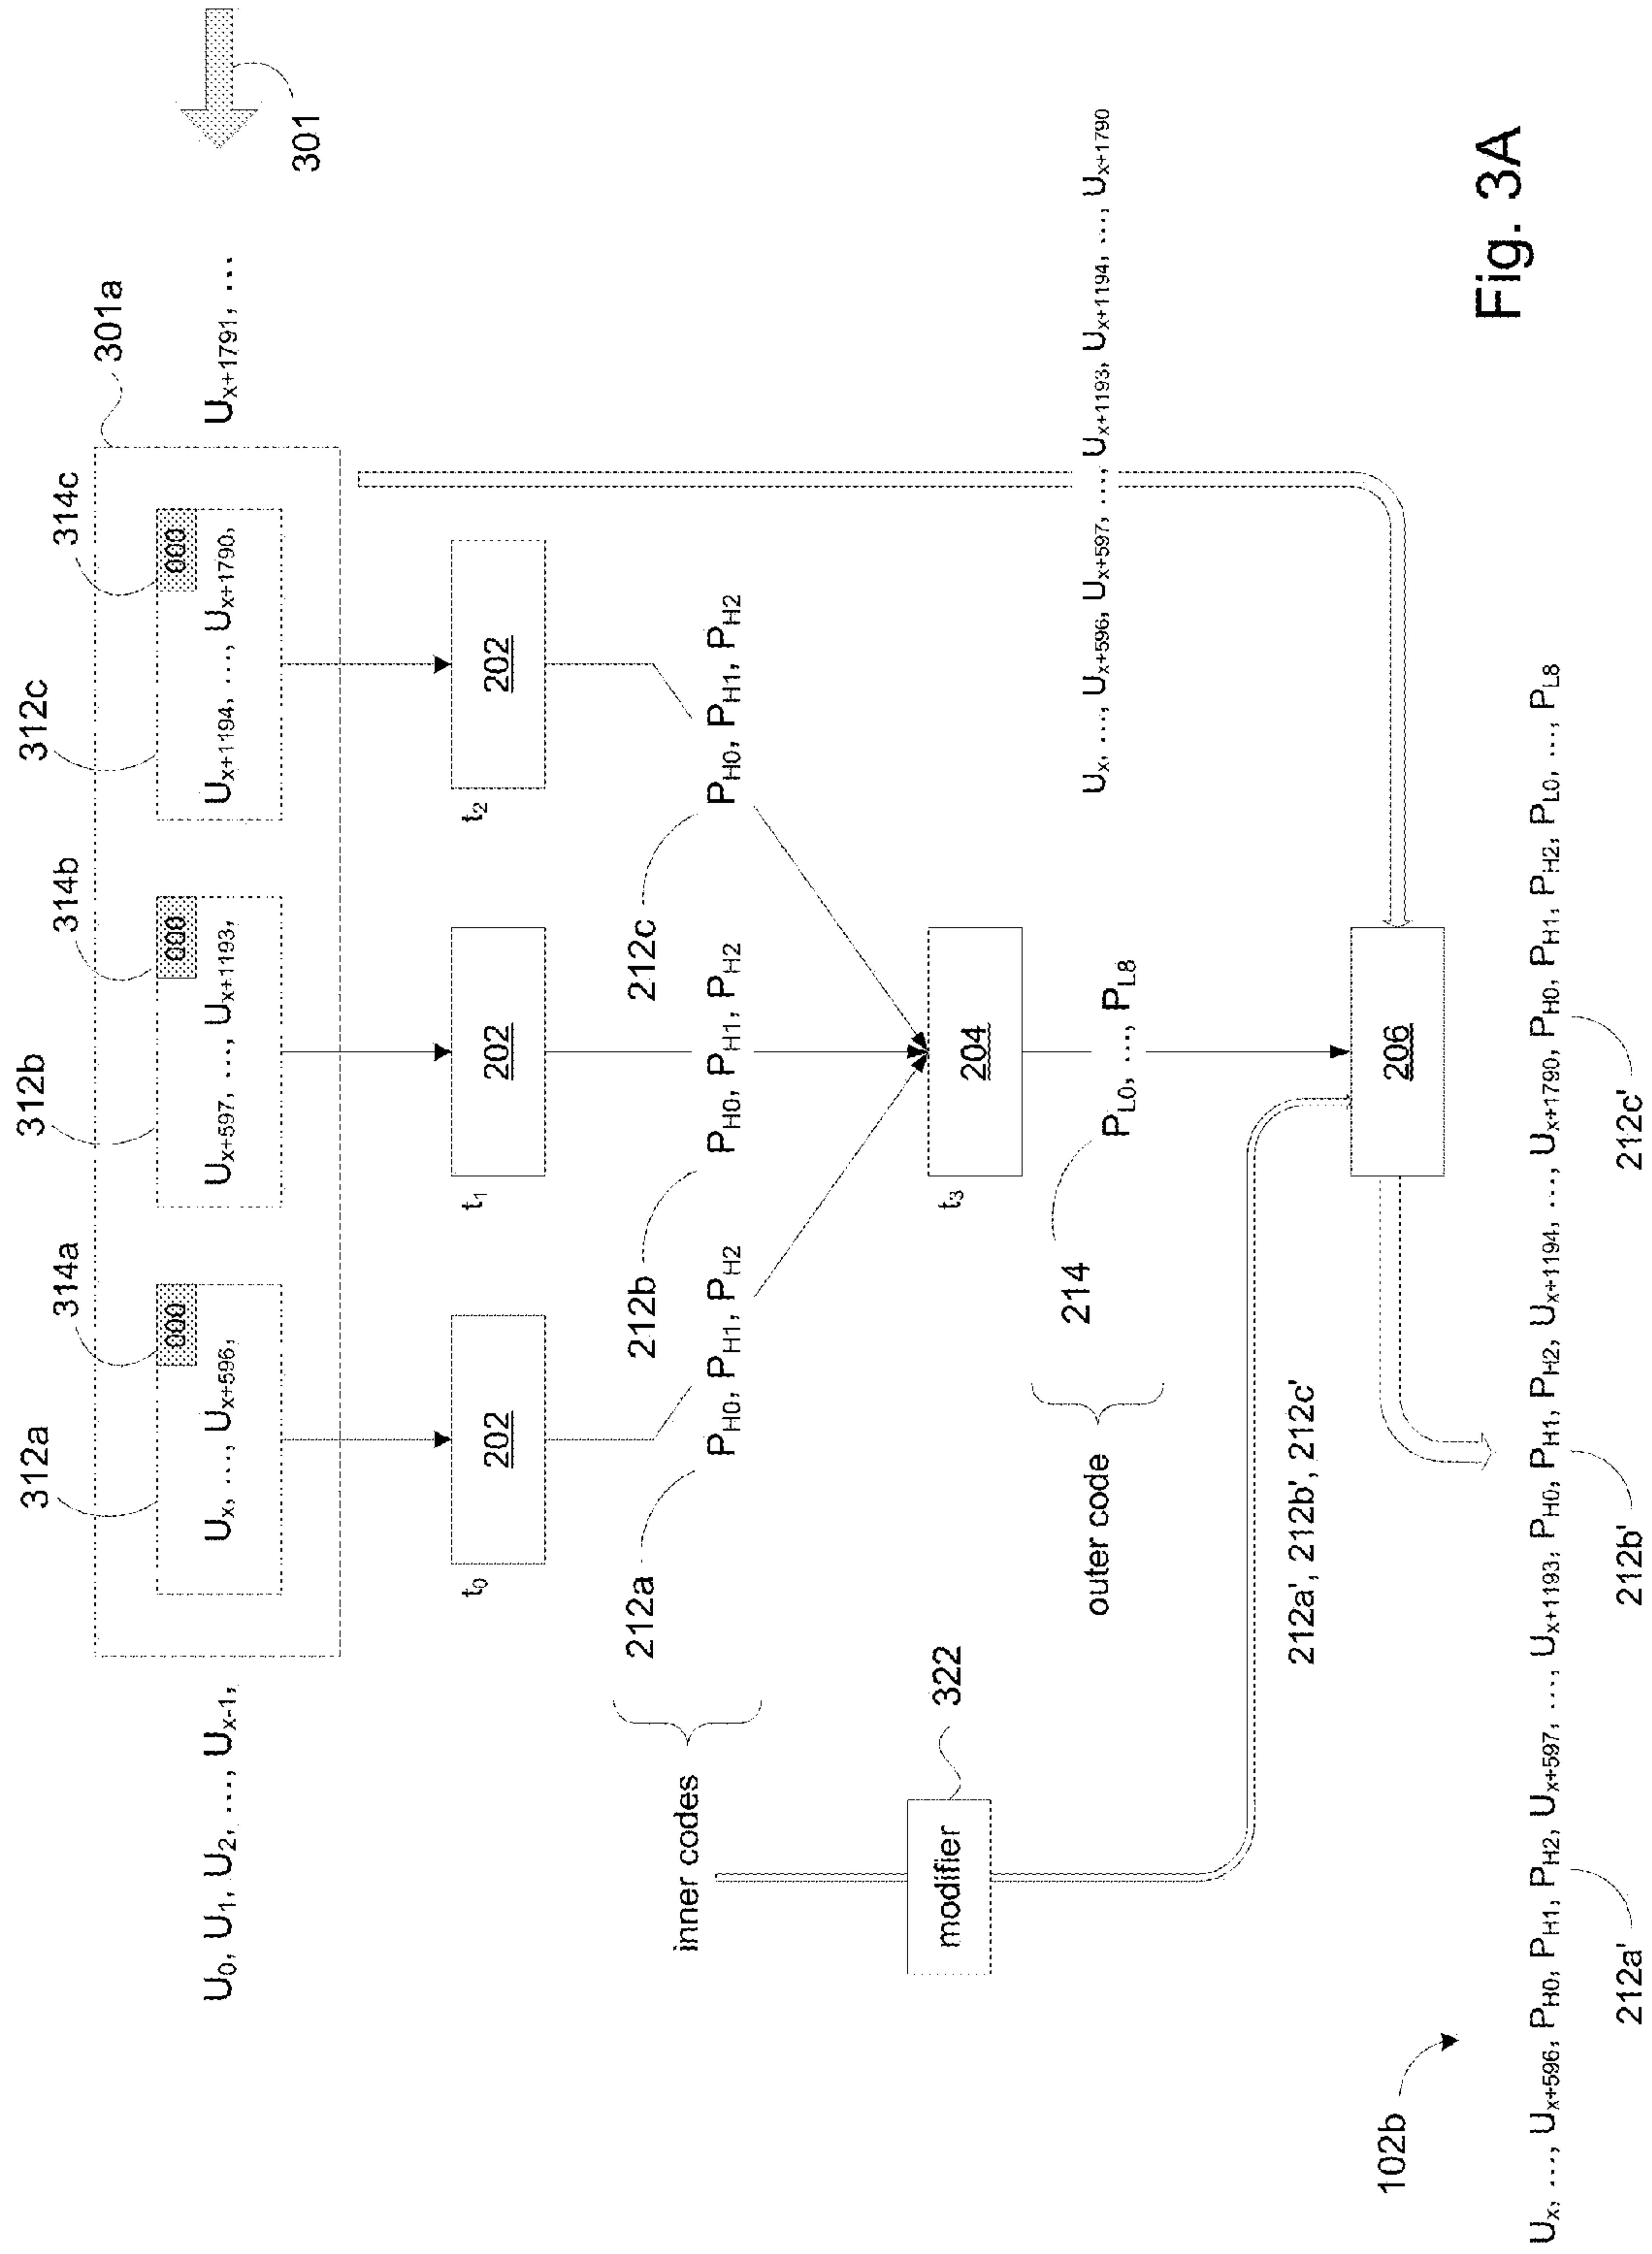 301
301a
312a
314a
312b
314b
312c
314c
000
000
000
U0, U1, U2, ..., Ux-1,
Ux, ..., Ux+596,
Ux+597, ..., Ux+1193,
Ux+1194, ..., Ux+1790,
Ux+1791, ...
t0
202
t1
202
t2
202
inner codes
212a
PH0, PH1, PH2
212b
PH0, PH1, PH2
212c
PH0, PH1, PH2
modifier
322
t3
204
outer code
214
PL0, ..., PL8
Ux, ..., Ux+596, Ux+597, ..., Ux+1193, Ux+1194, ..., Ux+1790
212a', 212b', 212c'
206
102b
Ux, ..., Ux+596, PH0, PH1, PH2, Ux+597, ..., Ux+1193, PH0, PH1, PH2, Ux+1194, ..., Ux+1790, PH0, PH1, PH2, PL0, ..., PL8
212a'
212b'
212c'
Fig. 3A